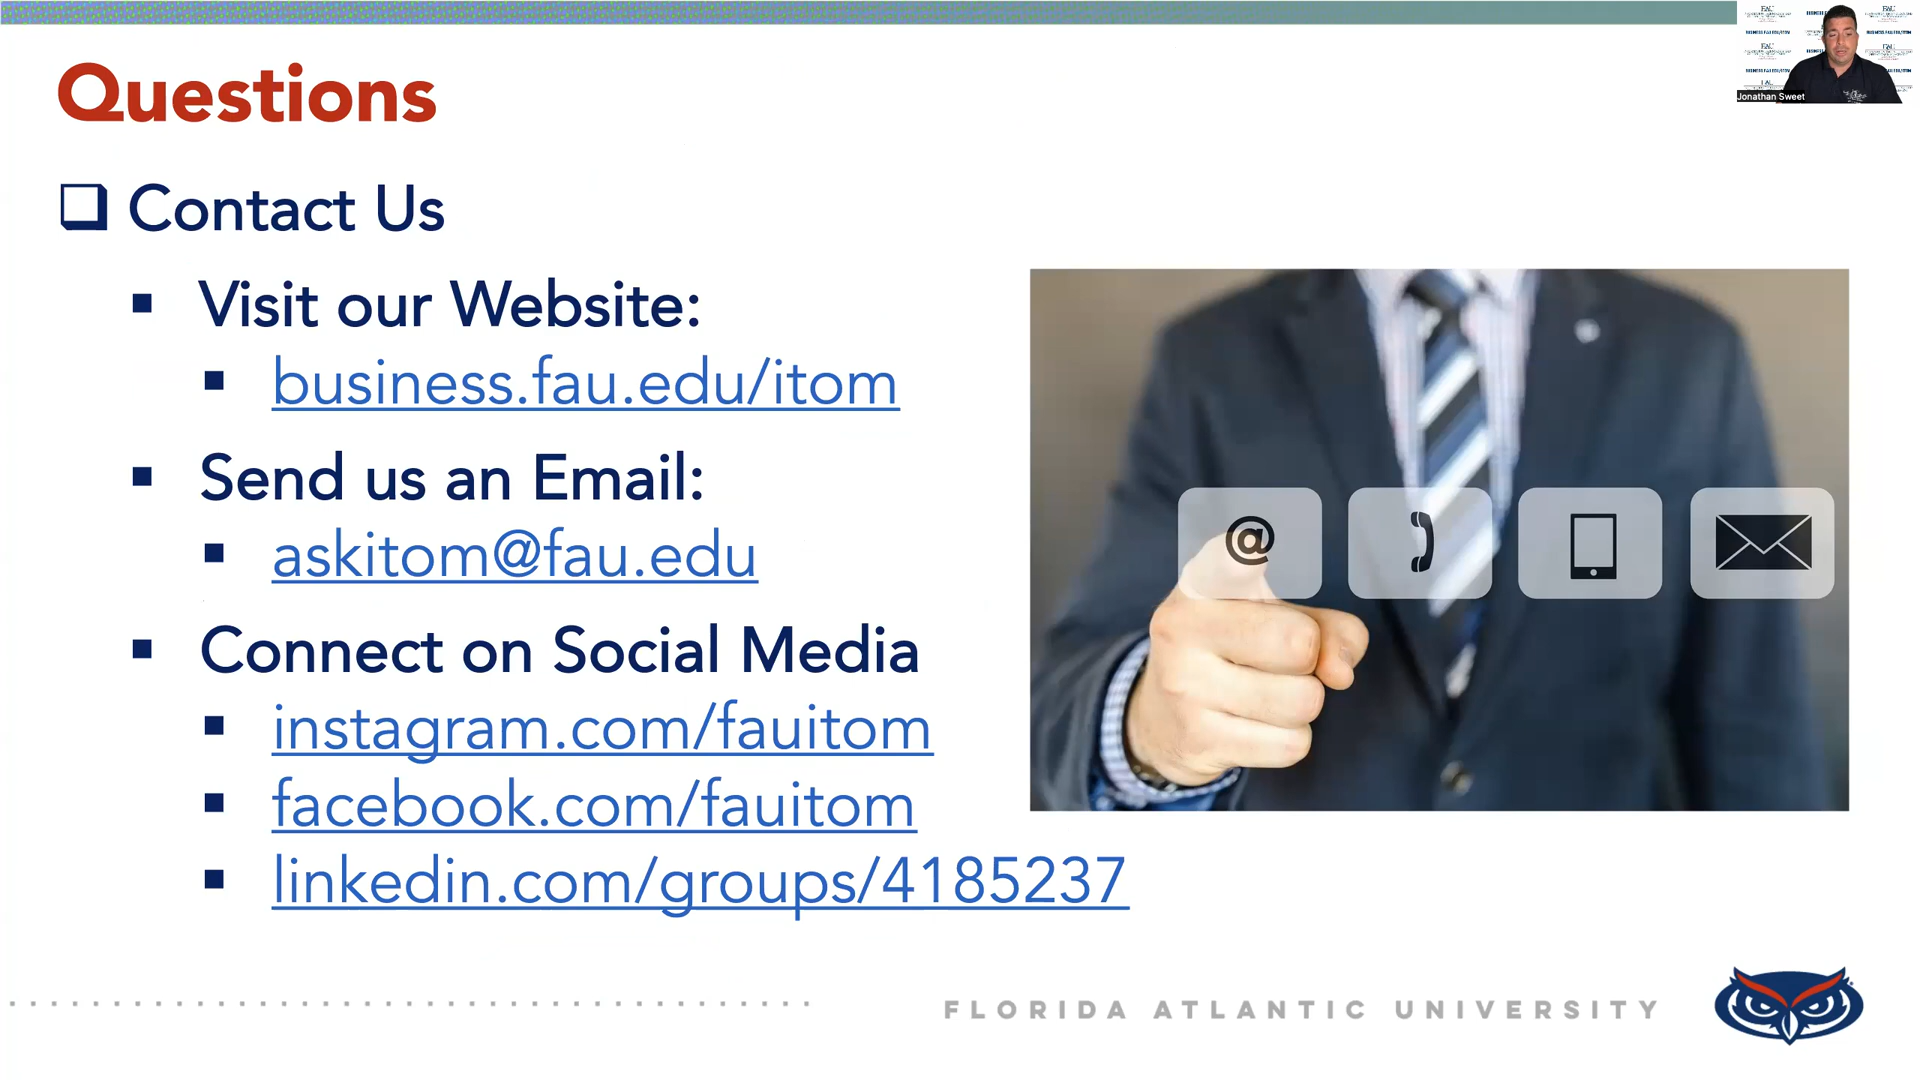 Questions
Jonathan Sweet
Contact Us
Visit our Website:
business.fau.edu/itom
Send us an Email:
askitom@fau.edu
@
Connect on Social Media
instagram.com/fauitom
facebook.com/fauitom
linkedin.com/groups/4185237
FLORIDA ATLANTIC UNIVERSITY